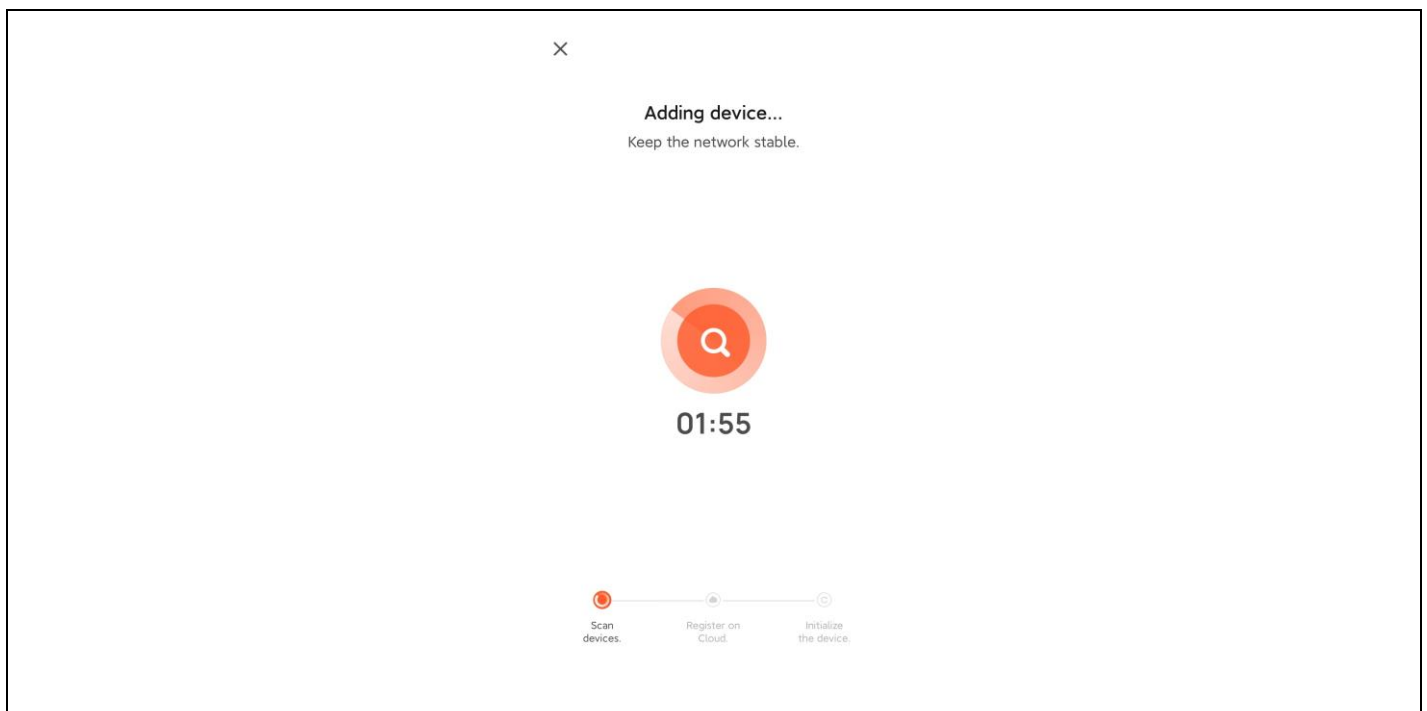 Adding device...
Keep the network stable.
01:55
Scan
devices.
Register on
Cloud.
Initialize
the device.